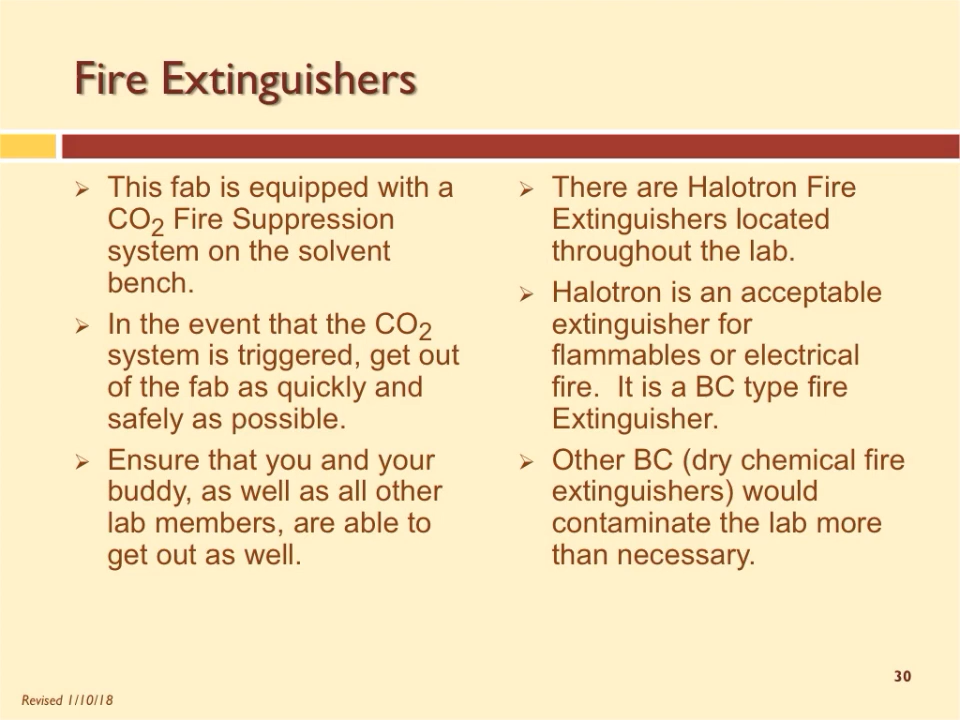 Fire Extinguishers
➢ This fab is equipped with a
CO₂ Fire Suppression
system on the solvent
bench.
➢ In the event that the CO₂
system is triggered, get out
of the fab as quickly and
safely as possible.
➢ Ensure that you and your
buddy, as well as all other
lab members, are able to
get out as well.
➢ There are Halotron Fire
Extinguishers located
throughout the lab.
➢ Halotron is an acceptable
extinguisher for
flammables or electrical
fire.  It is a BC type fire
Extinguisher.
➢ Other BC (dry chemical fire
extinguishers) would
contaminate the lab more
than necessary.
30
Revised 1/10/18